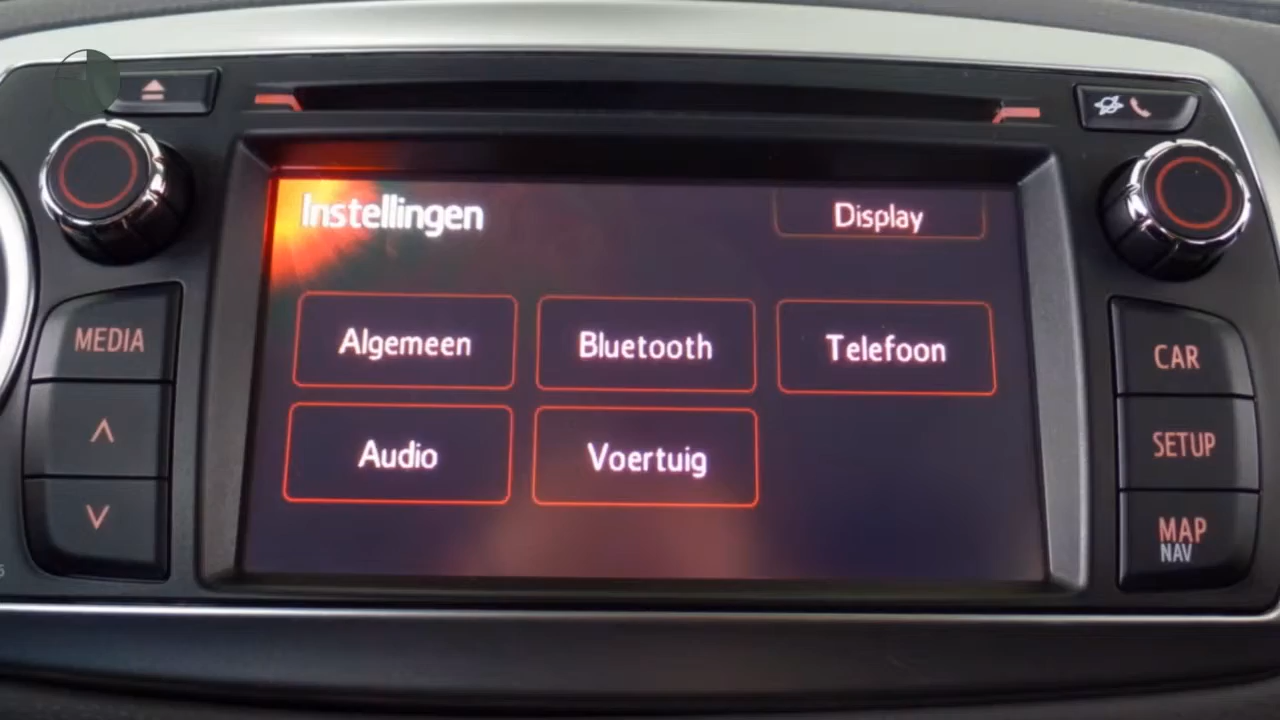 Instellingen
Display
Algemeen
Bluetooth
Telefoon
Audio
Voertuig
MEDIA
CAR
SETUP
MAP
NAV